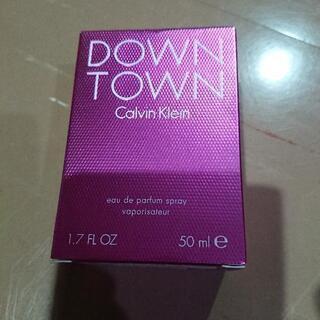 DOWN
TOWN
Calvin Klein
eau de parfum spray
vaporisateur
1.7 FL OZ 50 ml ℮